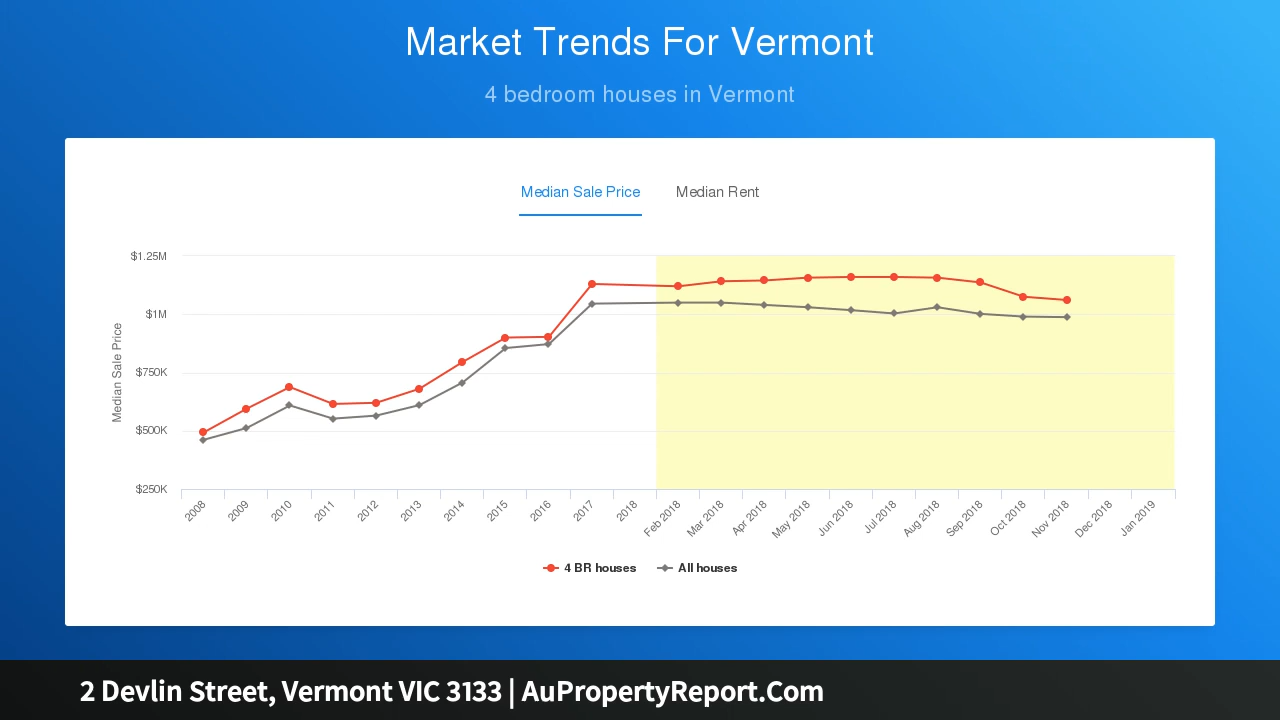 Market Trends For Vermont
4 bedroom houses in Vermont
Median Sale Price Median Rent
$1.25M
$1M
$750K
$500K
$250K
Median Sale Price
2008 2009 2010 2011 2012 2013 2014 2015 2016 2017 2018 Feb 2018 Mar 2018 Apr 2018 May 2018 Jun 2018 Jul 2018 Aug 2018 Sep 2018 Oct 2018 Nov 2018 Dec 2018 Jan 2019
4 BR houses All houses
2 Devlin Street, Vermont VIC 3133 | AuPropertyReport.Com